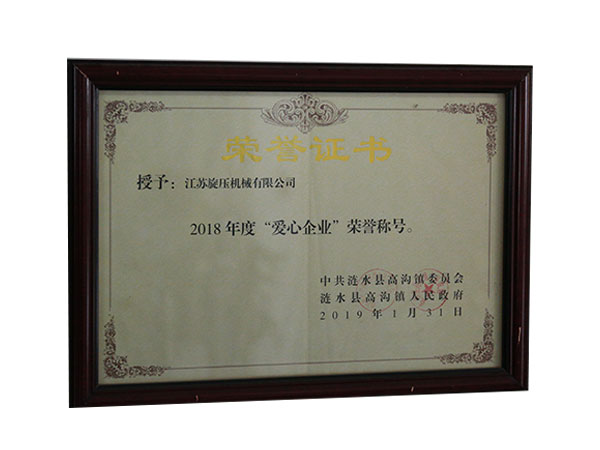 荣誉证书
授予：江苏旋压机械有限公司
2018年度“爱心企业”荣誉称号。
中共涟水县高沟镇委员会
涟水县高沟镇人民政府
2019年1月31日